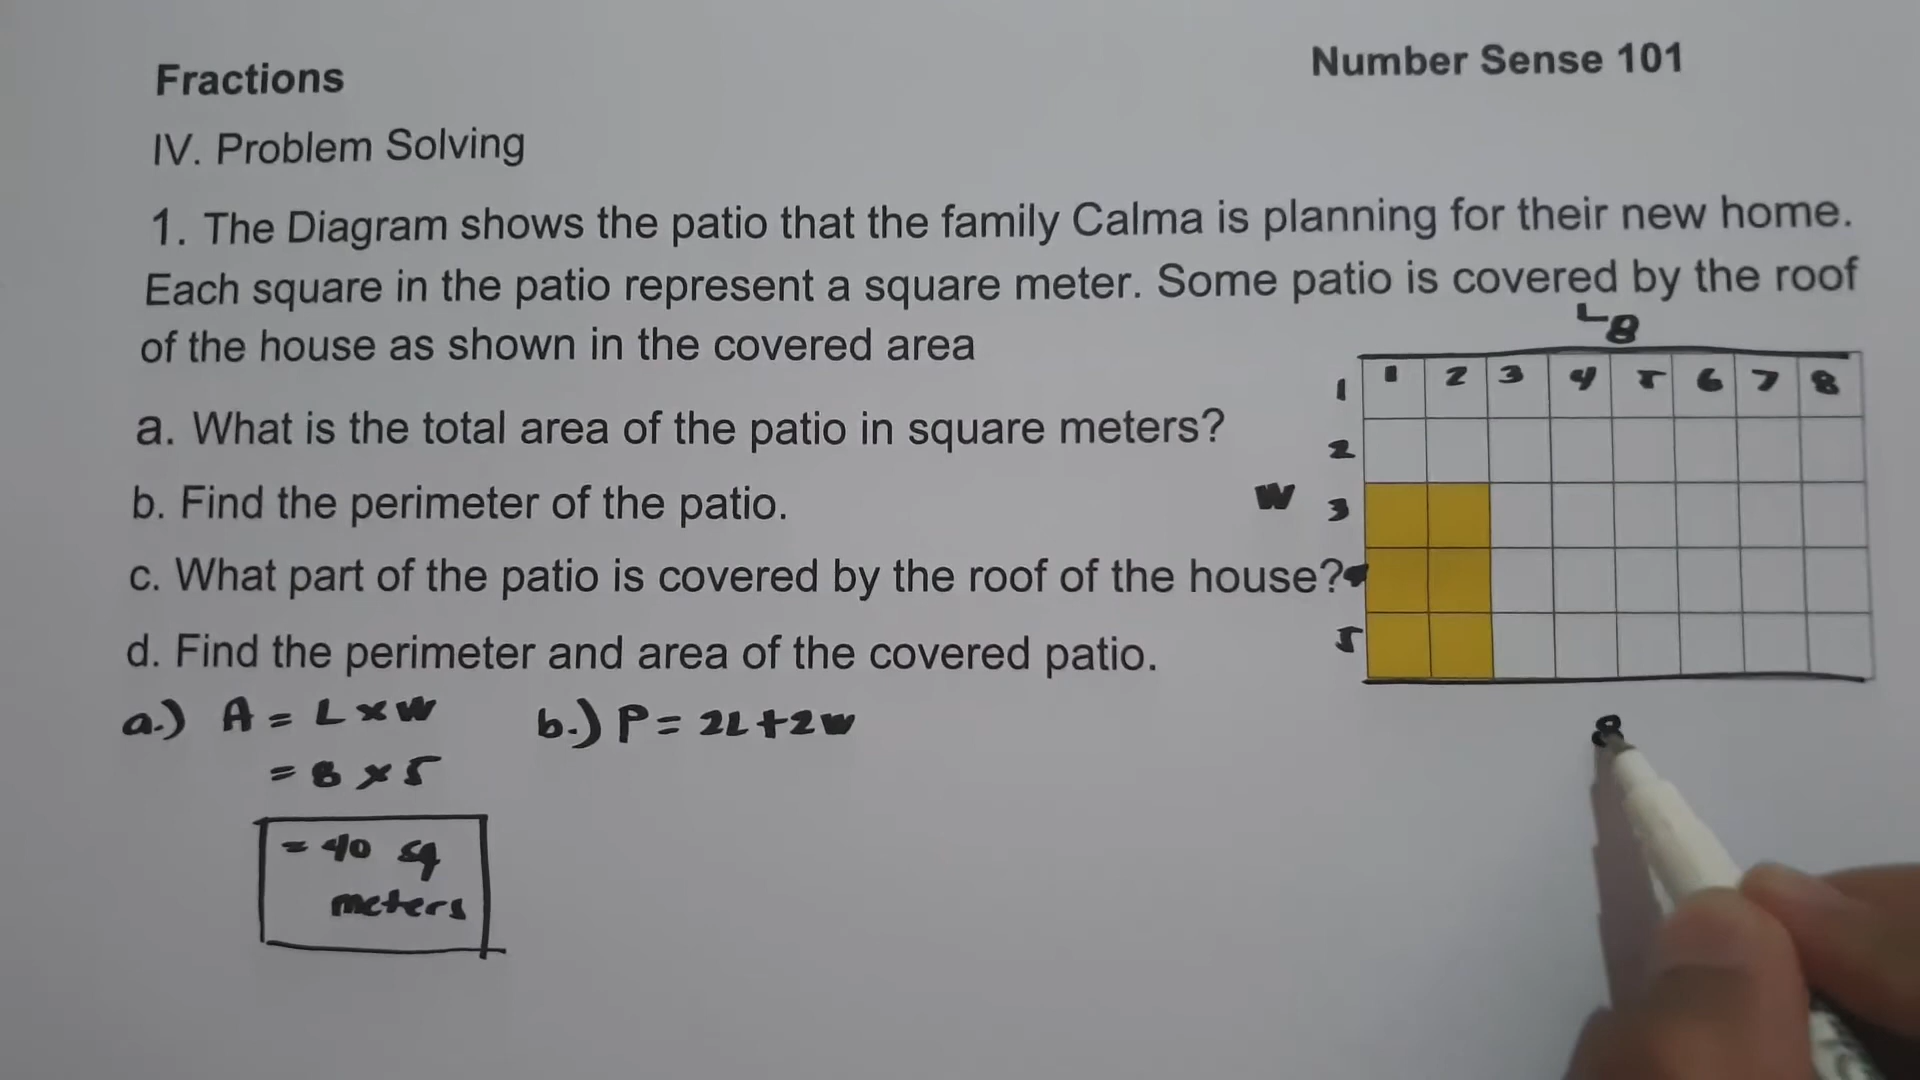 Fractions
Number Sense 101
IV. Problem Solving
1. The Diagram shows the patio that the family Calma is planning for their new home.
Each square in the patio represent a square meter. Some patio is covered by the roof
of the house as shown in the covered area
a. What is the total area of the patio in square meters?
b. Find the perimeter of the patio.
c. What part of the patio is covered by the roof of the house?
d. Find the perimeter and area of the covered patio.
a.) A = L x W
= 8 x 5
= 40 sq
meters
b.) P = 2L + 2W
L 8
1 2 3 4 5 6 7 8
1
2
W 3
5
8